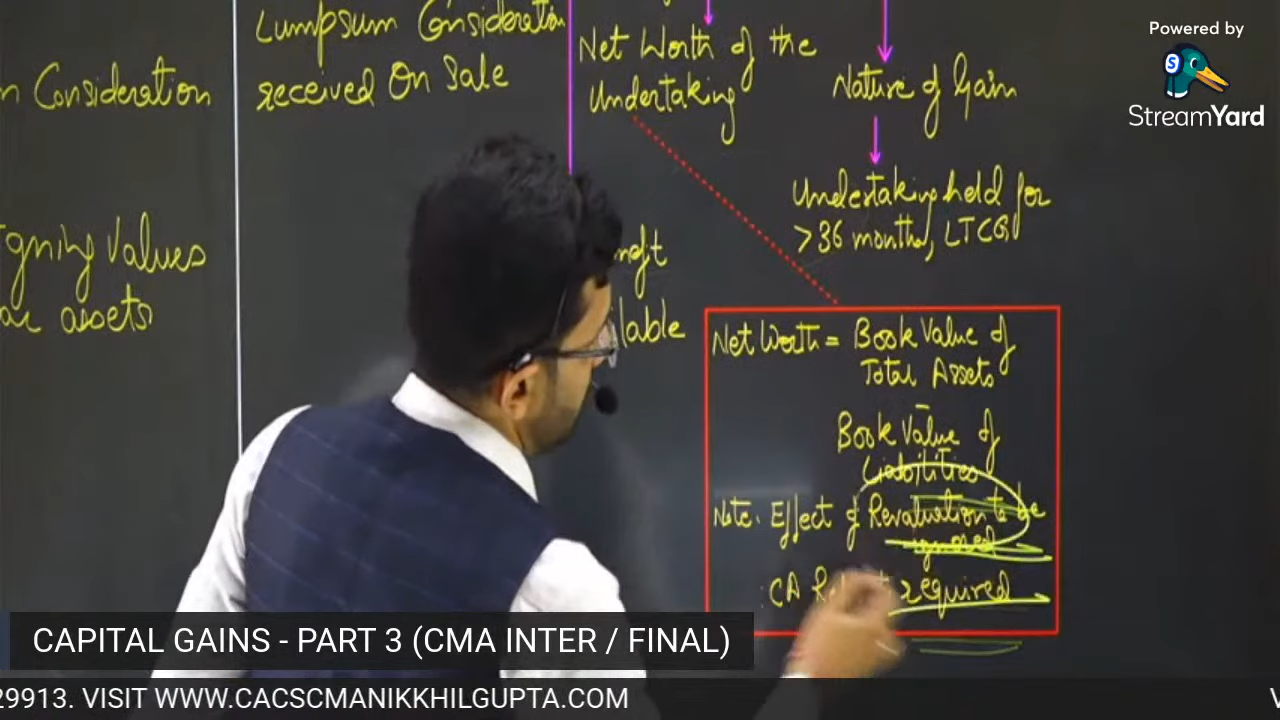 n Consideration
igning Values
assets
Lumpsum Consideration
received On Sale
Net Worth of the
Undertaking
lable
Nature of Gain
Undertaking held for
>36 months, LTCG
Net Worth = Book Value of
Total Assets
-
Book Value of
Liabilities
Note: Effect of Revaluation to be
ignored
: CA required
Powered by
StreamYard
CAPITAL GAINS - PART 3 (CMA INTER / FINAL)
29913. VISIT WWW.CACSCMANIKKHILGUPTA.COM